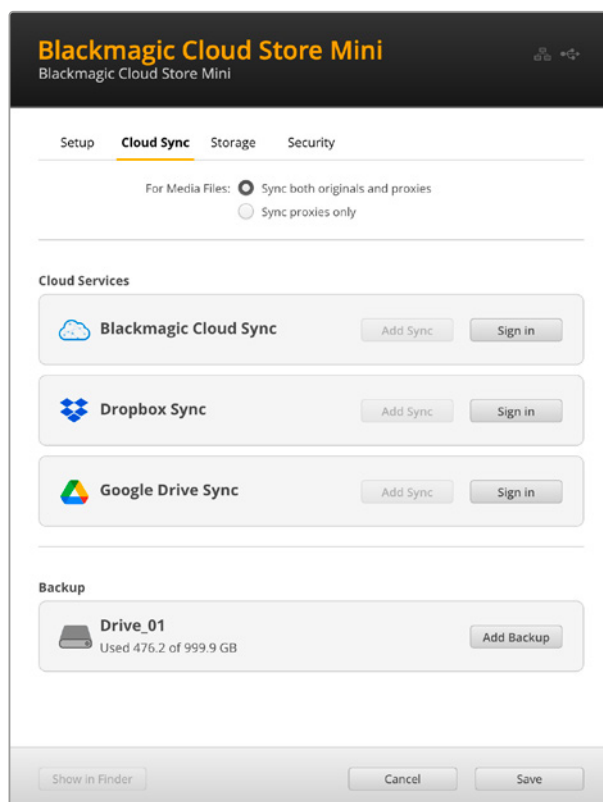 Blackmagic Cloud Store Mini
Blackmagic Cloud Store Mini
Setup Cloud Sync Storage Security
For Media Files: Sync both originals and proxies
Sync proxies only
Cloud Services
Blackmagic Cloud Sync Add Sync Sign in
Dropbox Sync Add Sync Sign in
Google Drive Sync Add Sync Sign in
Backup
Drive_01
Used 476.2 of 999.9 GB Add Backup
Show in Finder Cancel Save